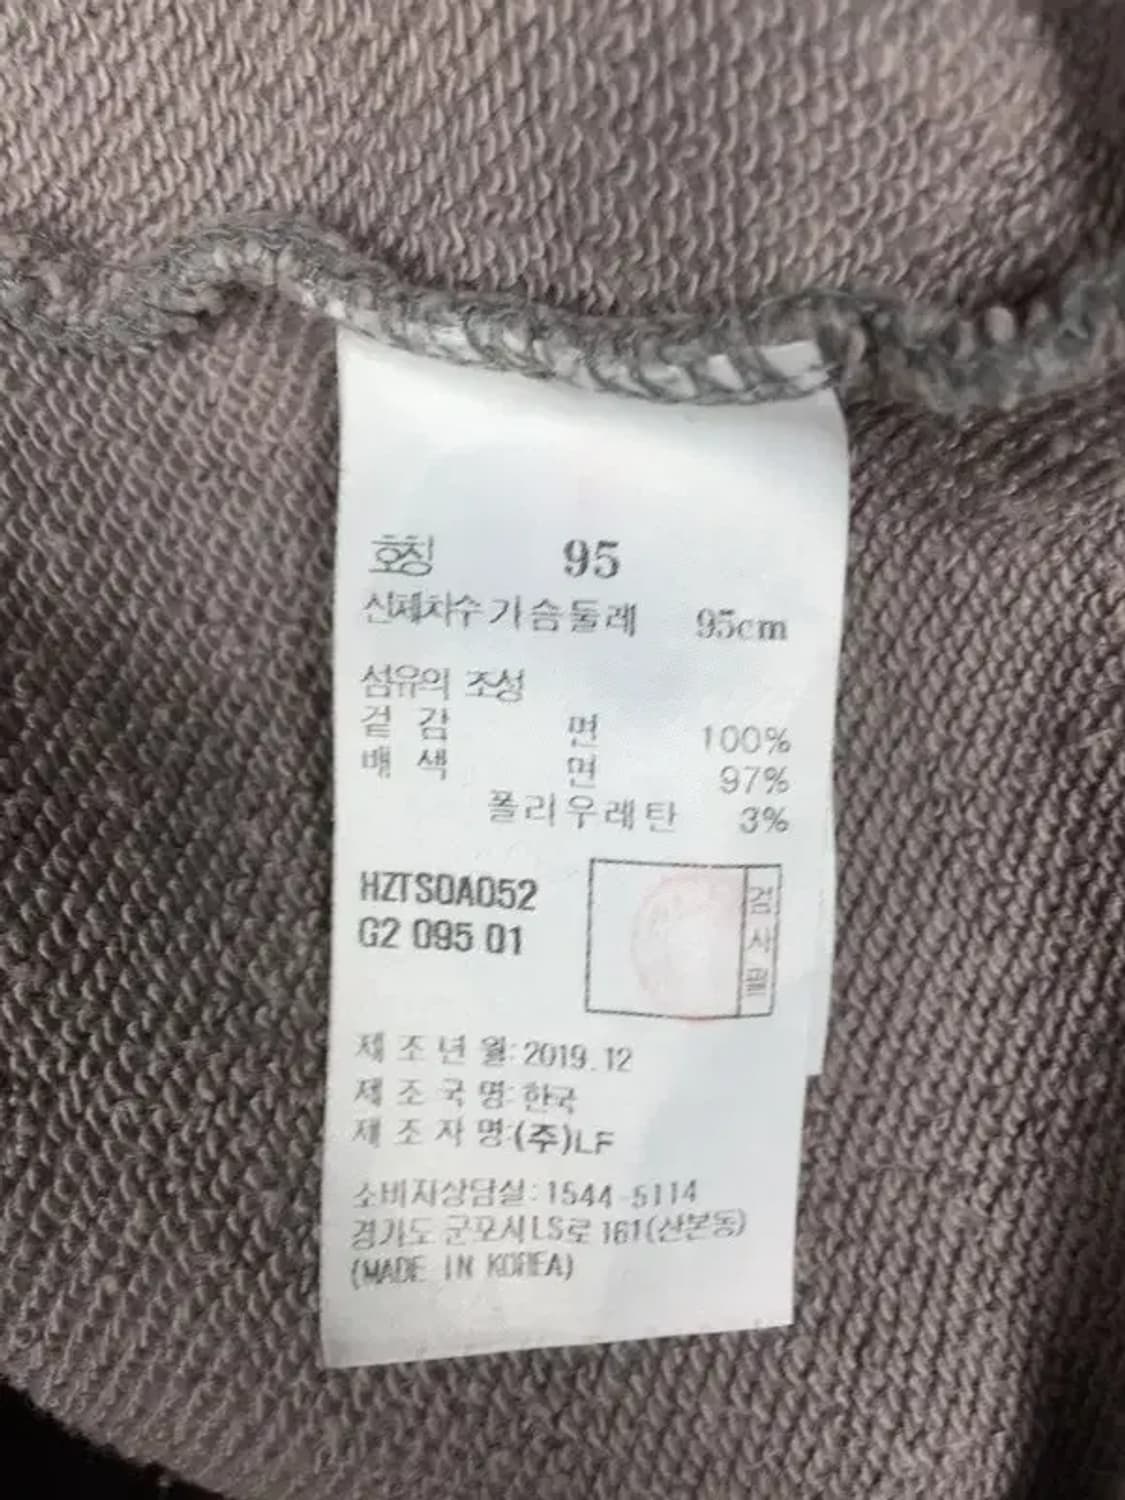 호칭 95
신체치수 가슴둘레 95cm
섬유의 조성
겉 감 면 100%
배 색 면 97%
폴리우레탄 3%
HZTS0A052
G2 095 01
검사필
제 조 년 월: 2019. 12
제 조 국 명: 한국
제 조 자 명:(주)LF
소비자상담실: 1544-5114
경기도 군포시 LS로 161(산본동)
(MADE IN KOREA)